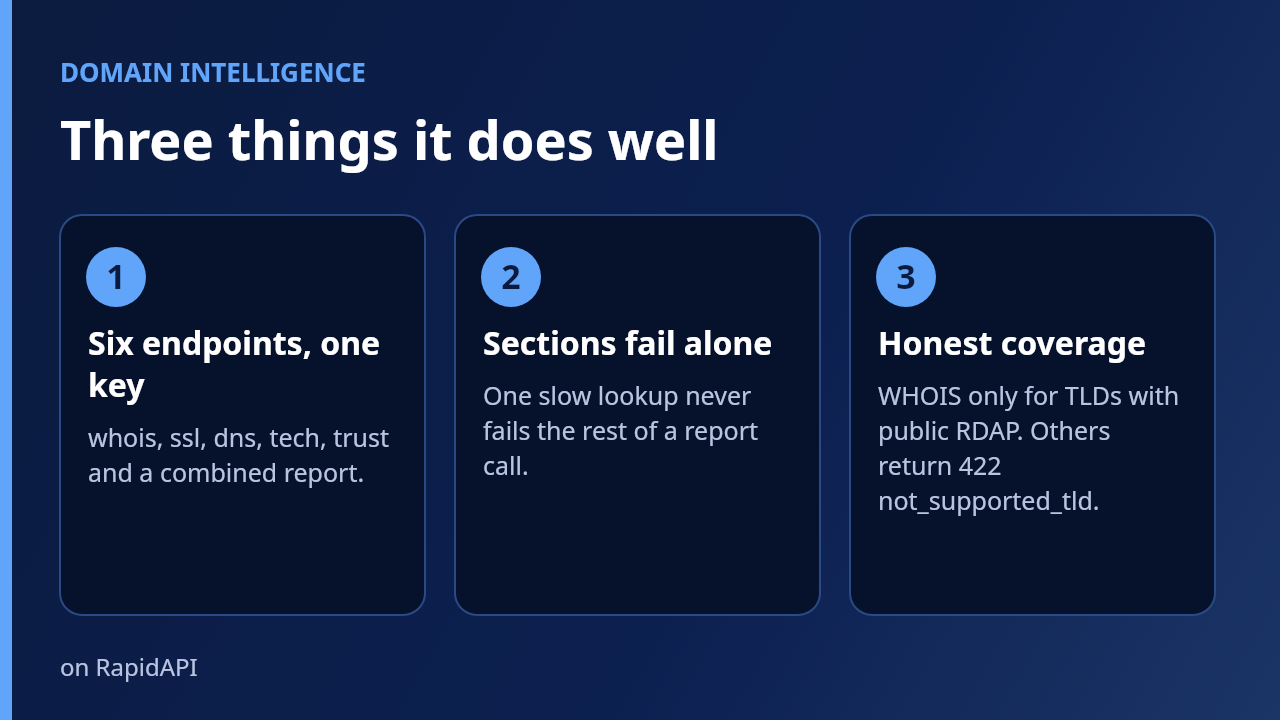 DOMAIN INTELLIGENCE
Three things it does well
1
Six endpoints, one
key
whois, ssl, dns, tech, trust
and a combined report.
2
Sections fail alone
One slow lookup never
fails the rest of a report
call.
3
Honest coverage
WHOIS only for TLDs with
public RDAP. Others
return 422
not_supported_tld.
on RapidAPI